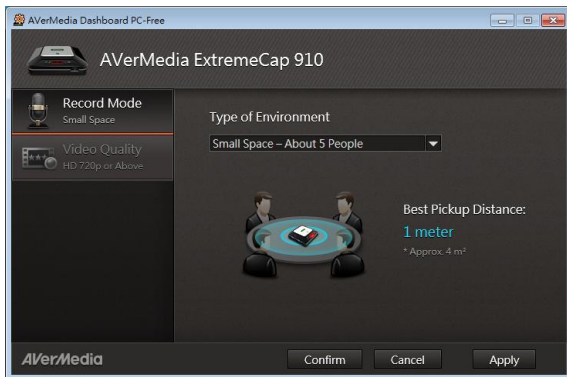 AVerMedia Dashboard PC-Free
AVerMedia ExtremeCap 910
Record Mode
Small Space
Video Quality
HD 720p or Above
Type of Environment
Small Space – About 5 People
Best Pickup Distance:
1 meter
* Approx. 4 m²
AVerMedia
Confirm Cancel Apply